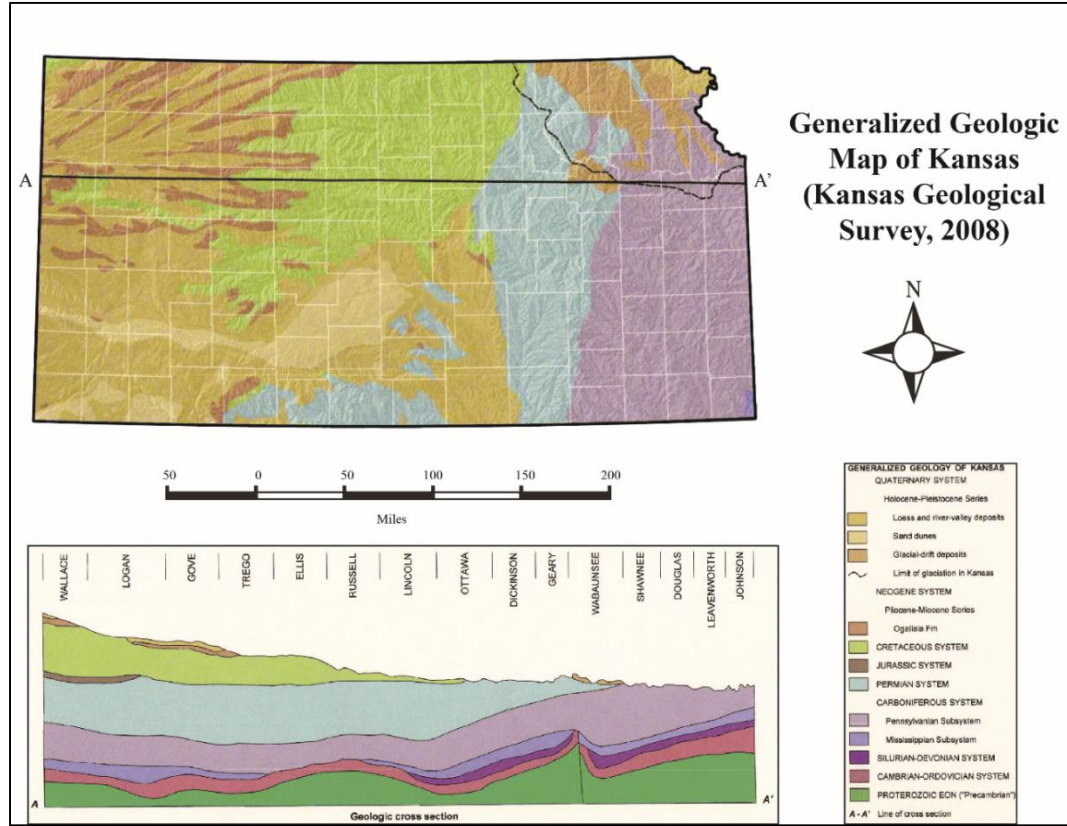 A
A'
Generalized Geologic
Map of Kansas
(Kansas Geological
Survey, 2008)
N
50 0 50 100 150 200
Miles
WALLACE
LOGAN
GOVE
TREGO
ELLIS
RUSSELL
LINCOLN
OTTAWA
DICKINSON
GEARY
WABAUNSEE
SHAWNEE
DOUGLAS
LEAVENWORTH
JOHNSON
A
A'
Geologic cross section
GENERALIZED GEOLOGY OF KANSAS
QUATERNARY SYSTEM
Holocene-Pleistocene Series
Loess and river-valley deposits
Sand dunes
Glacial-drift deposits
Limit of glaciation in Kansas
NEOGENE SYSTEM
Pliocene-Miocene Series
Ogallala Fm
CRETACEOUS SYSTEM
JURASSIC SYSTEM
PERMIAN SYSTEM
CARBONIFEROUS SYSTEM
Pennsylvanian Subsystem
Mississippian Subsystem
SILURIAN-DEVONIAN SYSTEM
CAMBRIAN-ORDOVICIAN SYSTEM
PROTEROZOIC EON ("Precambrian")
A - A' Line of cross section